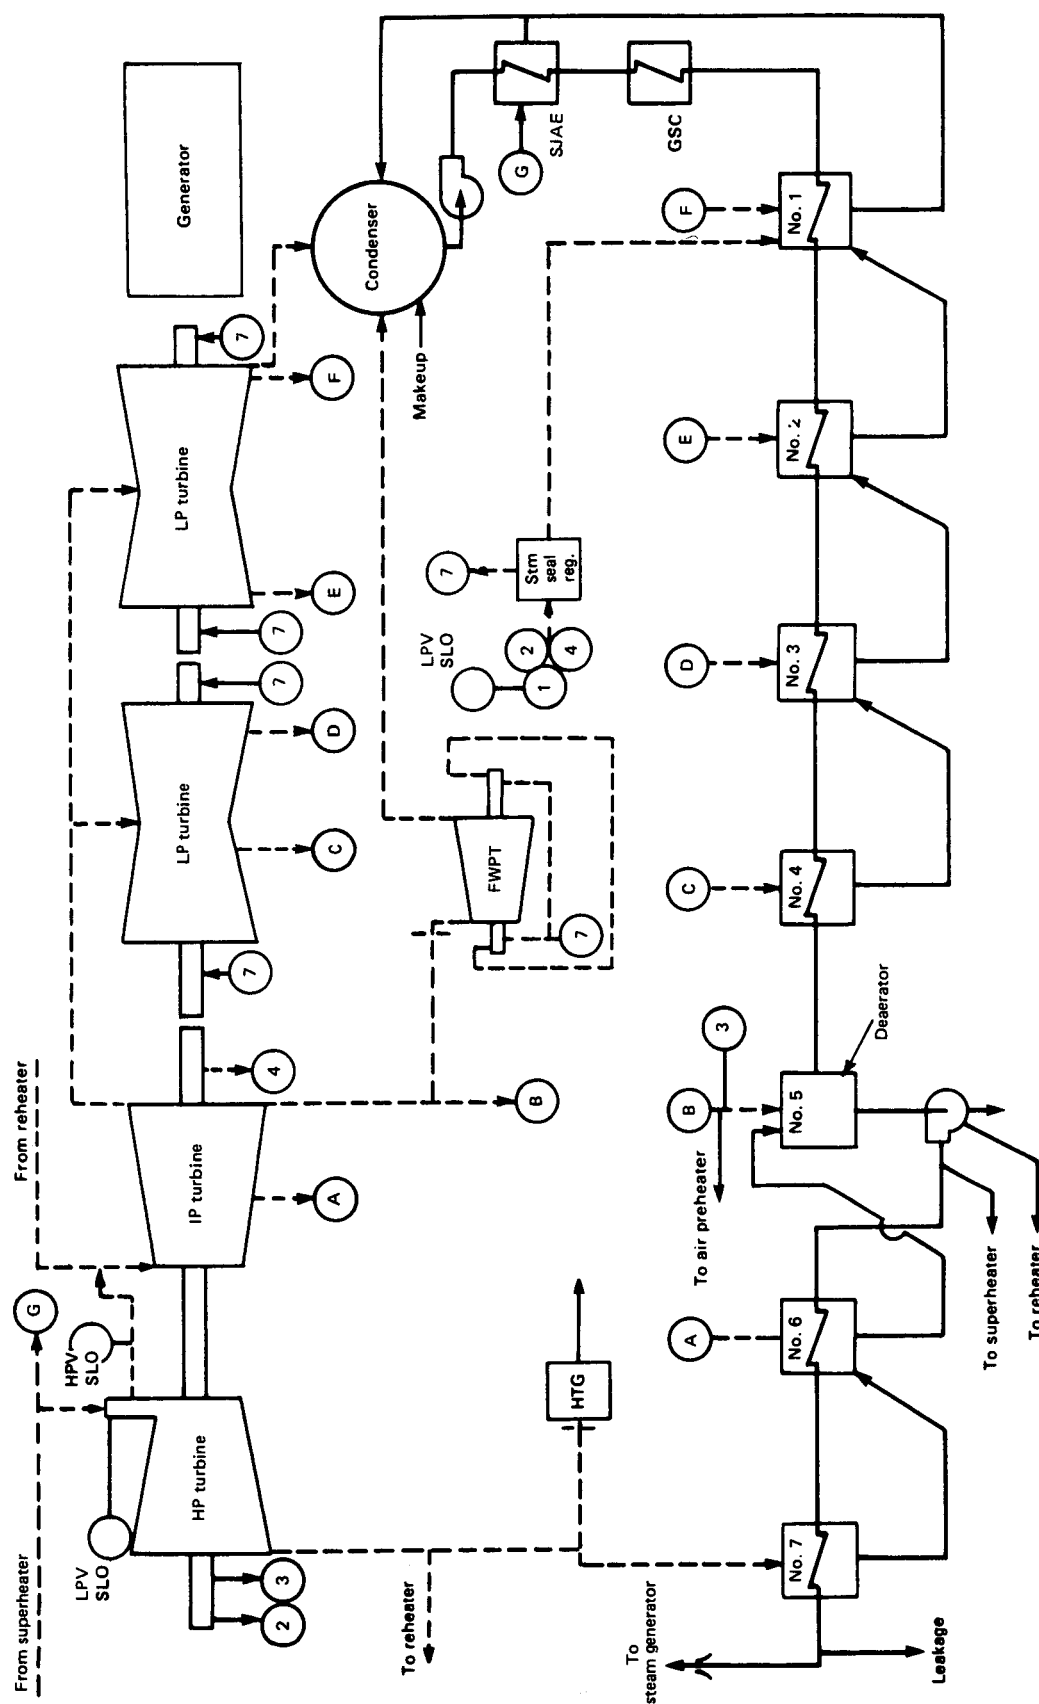 From superheater
LPV
SLO
HP turbine
2
3
To reheater
HPV
SLO
G
From reheater
IP turbine
A
4
B
7
LP turbine
C
D
7
7
LP turbine
E
F
7
Generator
Condenser
Makeup
FWPT
7
LPV
SLO
1
2
4
Stm
seal
reg.
7
G
SJAE
GSC
HTG
To
steam generator
Leakage
No. 7
A
No. 6
To superheater
To reheater
To air preheater
B
3
No. 5
Deaerator
C
No. 4
D
No. 3
E
No. 2
F
No. 1